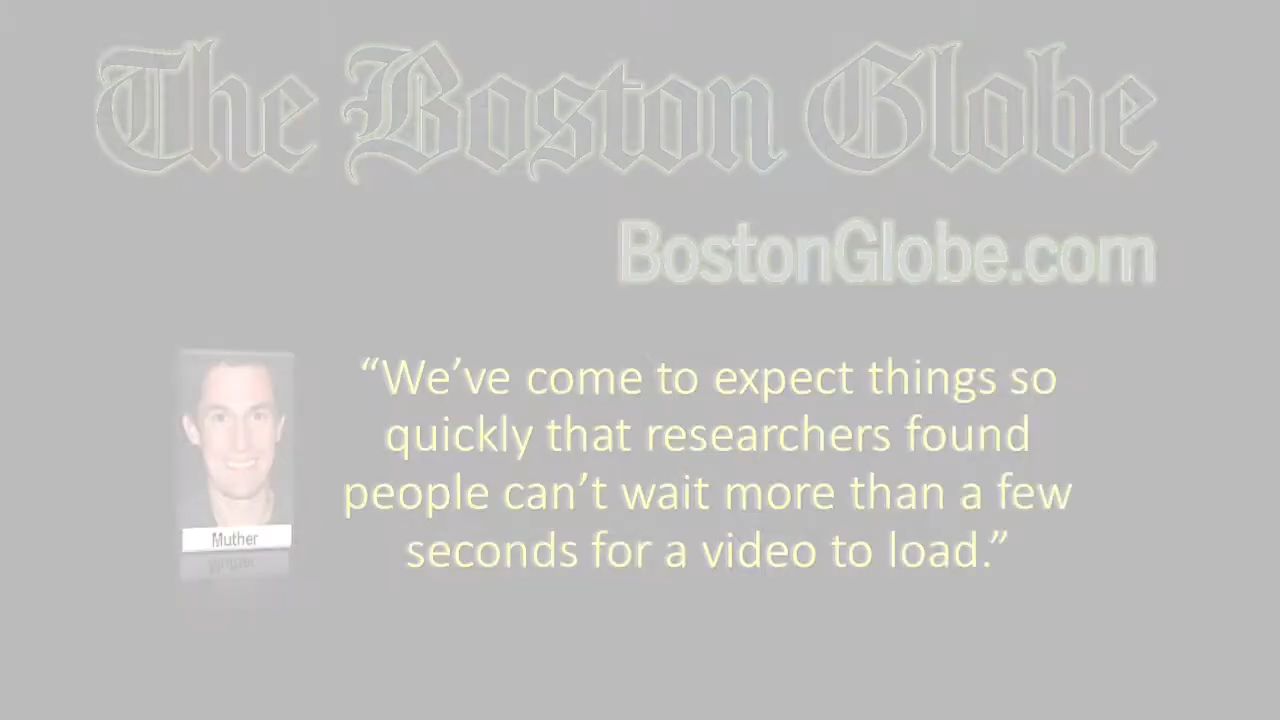 The Boston Globe
BostonGlobe.com
“We’ve come to expect things so
quickly that researchers found
people can’t wait more than a few
seconds for a video to load.”
Muther